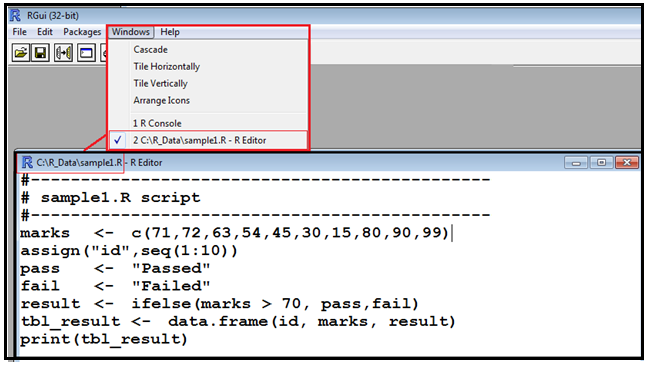 RGui (32-bit)
File Edit Packages Windows Help
Cascade
Tile Horizontally
Tile Vertically
Arrange Icons
1 R Console
✓ 2 C:\R_Data\sample1.R - R Editor
C:\R_Data\sample1.R - R Editor
#----------------------------------------------
# sample1.R script
#----------------------------------------------
marks <- c(71,72,63,54,45,30,15,80,90,99)
assign("id",seq(1:10))
pass <- "Passed"
fail <- "Failed"
result <- ifelse(marks > 70, pass,fail)
tbl_result <- data.frame(id, marks, result)
print(tbl_result)